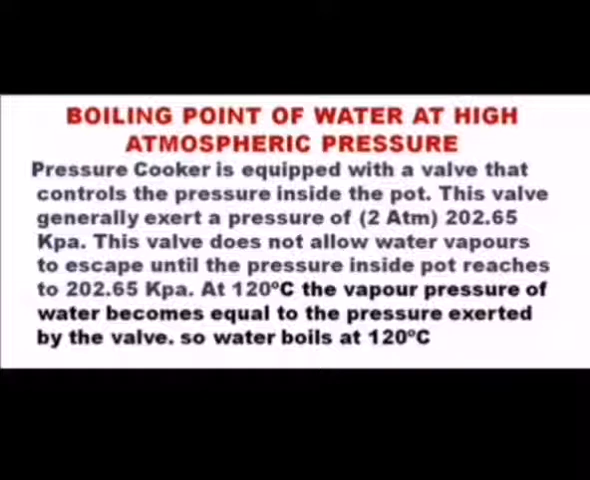 BOILING POINT OF WATER AT HIGH
ATMOSPHERIC PRESSURE
Pressure Cooker is equipped with a valve that
controls the pressure inside the pot. This valve
generally exert a pressure of (2 Atm) 202.65
Kpa. This valve does not allow water vapours
to escape until the pressure inside pot reaches
to 202.65 Kpa. At 120ºC the vapour pressure of
water becomes equal to the pressure exerted
by the valve. so water boils at 120ºC